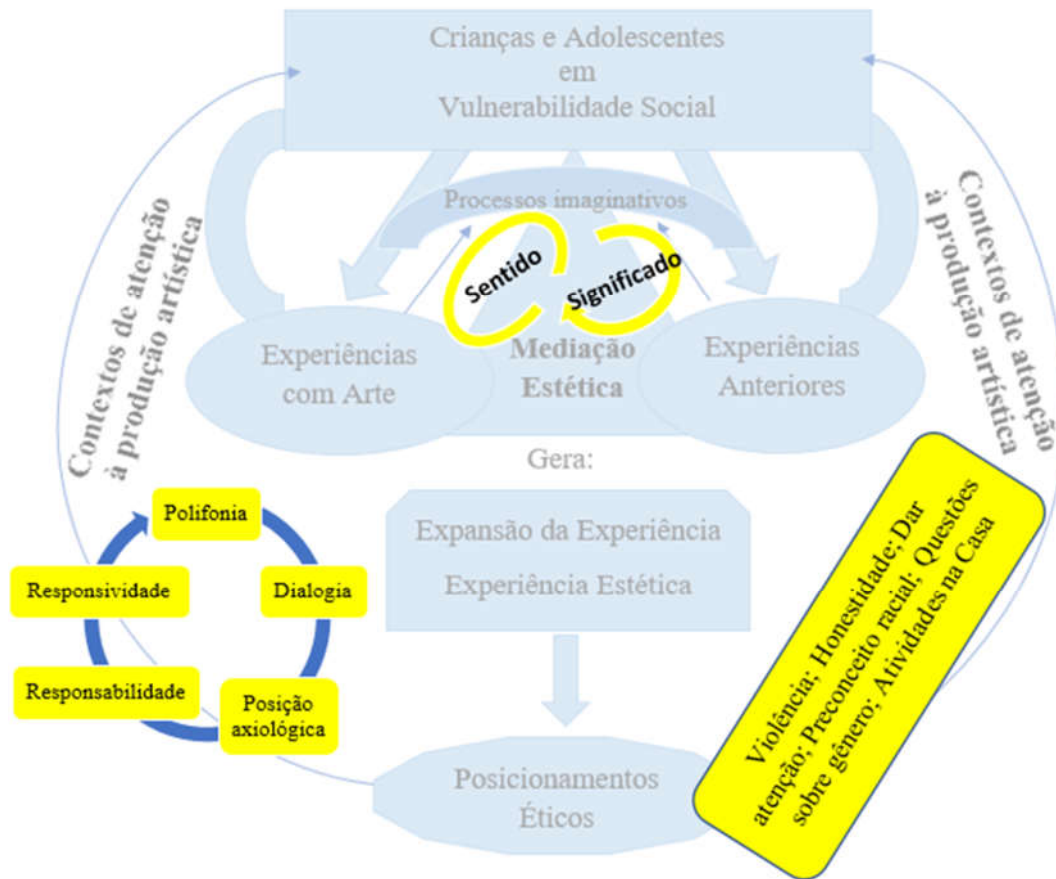 Crianças e Adolescentes
em
Vulnerabilidade Social
Processos imaginativos
Contextos de atenção
à produção artística
Sentido
Significado
Contextos de atenção
à produção artística
Experiências
com Arte
Mediação
Estética
Experiências
Anteriores
Gera:
Expansão da Experiência
Experiência Estética
Polifonia
Dialogia
Posição
axiológica
Responsabilidade
Responsividade
Violência; Honestidade; Dar
atenção; Preconceito racial; Questões
sobre gênero; Atividades na Casa
Posicionamentos
Éticos